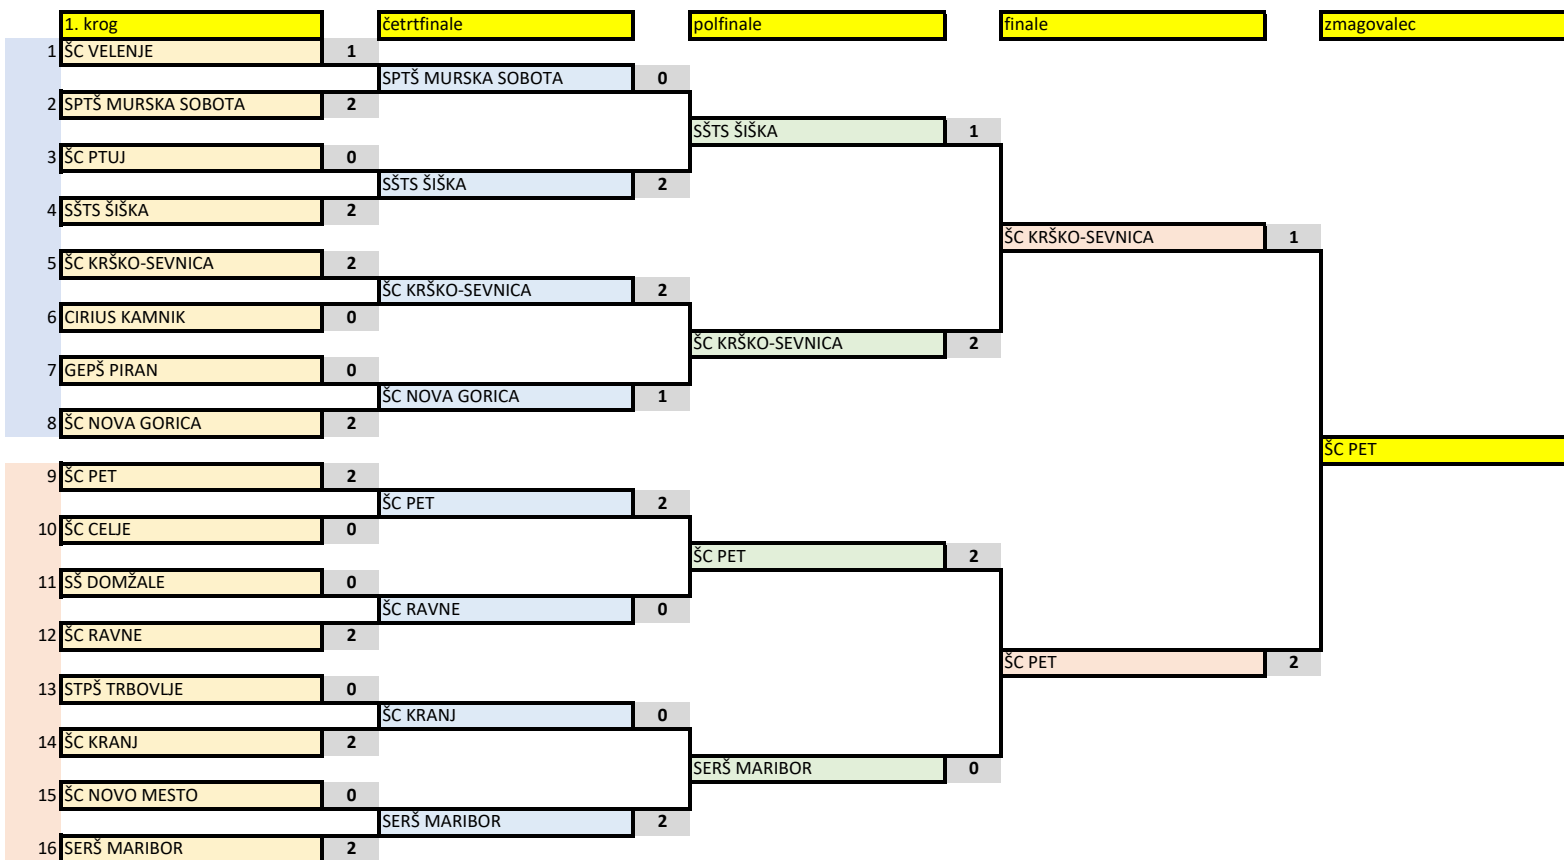 1. krog četrtfinale polfinale finale zmagovalec
1 ŠC VELENJE 1
SPTŠ MURSKA SOBOTA 0
2 SPTŠ MURSKA SOBOTA 2
SŠTS ŠIŠKA 1
3 ŠC PTUJ 0
SŠTS ŠIŠKA 2
4 SŠTS ŠIŠKA 2
ŠC KRŠKO-SEVNICA 1
5 ŠC KRŠKO-SEVNICA 2
ŠC KRŠKO-SEVNICA 2
6 CIRIUS KAMNIK 0
ŠC KRŠKO-SEVNICA 2
7 GEPŠ PIRAN 0
ŠC NOVA GORICA 1
8 ŠC NOVA GORICA 2
ŠC PET
9 ŠC PET 2
ŠC PET 2
10 ŠC CELJE 0
ŠC PET 2
11 SŠ DOMŽALE 0
ŠC RAVNE 0
12 ŠC RAVNE 2
ŠC PET 2
13 STPŠ TRBOVLJE 0
ŠC KRANJ 0
14 ŠC KRANJ 2
SERŠ MARIBOR 0
15 ŠC NOVO MESTO 0
SERŠ MARIBOR 2
16 SERŠ MARIBOR 2